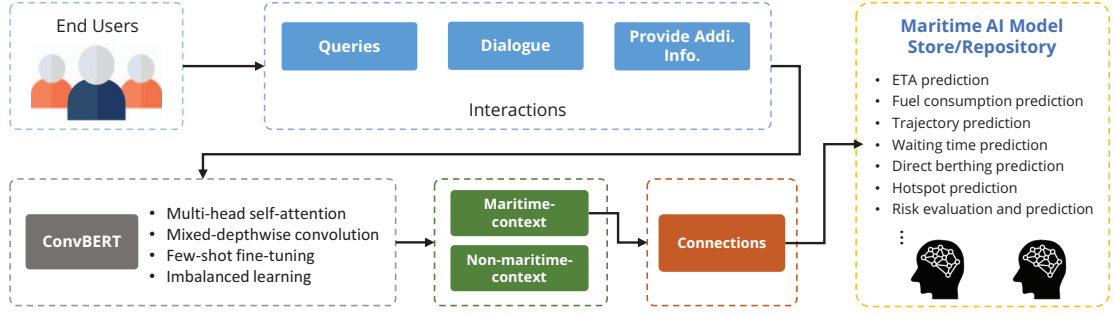 End Users
Queries
Dialogue
Provide Addi.
Info.
Interactions
Maritime AI Model
Store/Repository
• ETA prediction
• Fuel consumption prediction
• Trajectory prediction
• Waiting time prediction
• Direct berthing prediction
• Hotspot prediction
• Risk evaluation and prediction
...
ConvBERT
• Multi-head self-attention
• Mixed-depthwise convolution
• Few-shot fine-tuning
• Imbalanced learning
Maritime-
context
Non-maritime-
context
Connections